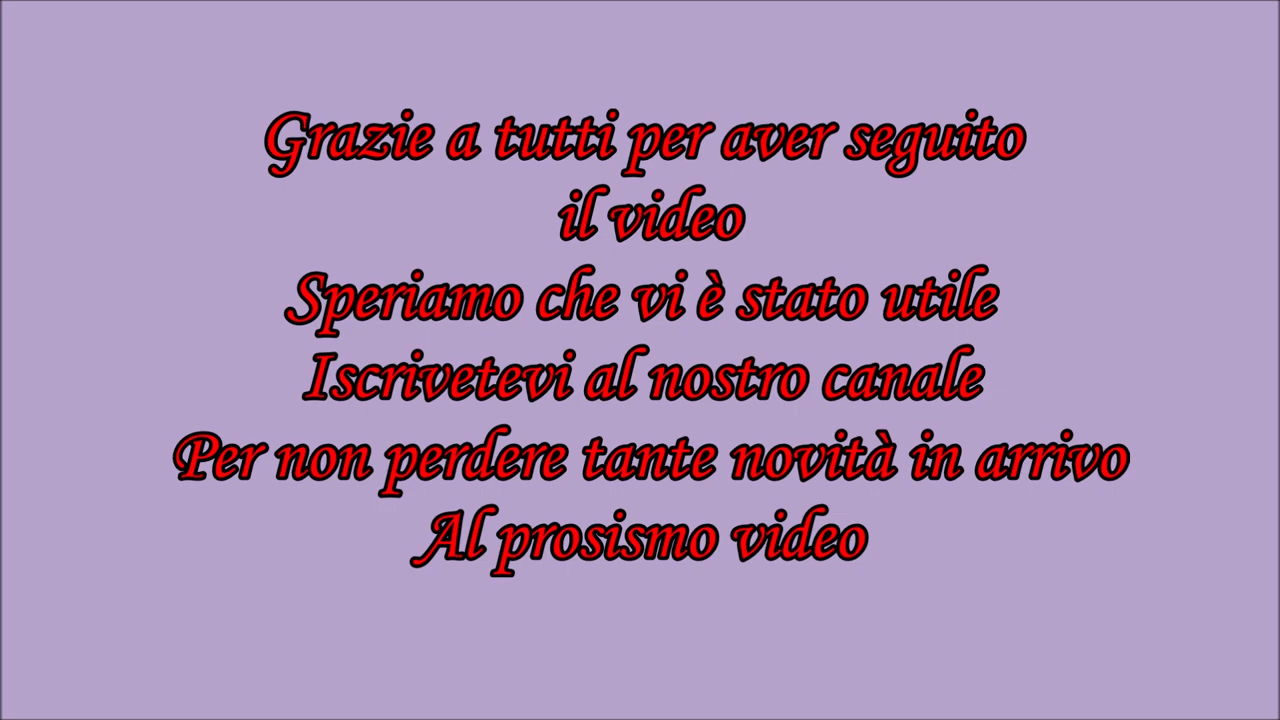 Grazie a tutti per aver seguito
il video
Speriamo che vi è stato utile
Iscrivetevi al nostro canale
Per non perdere tante novità in arrivo
Al prosismo video